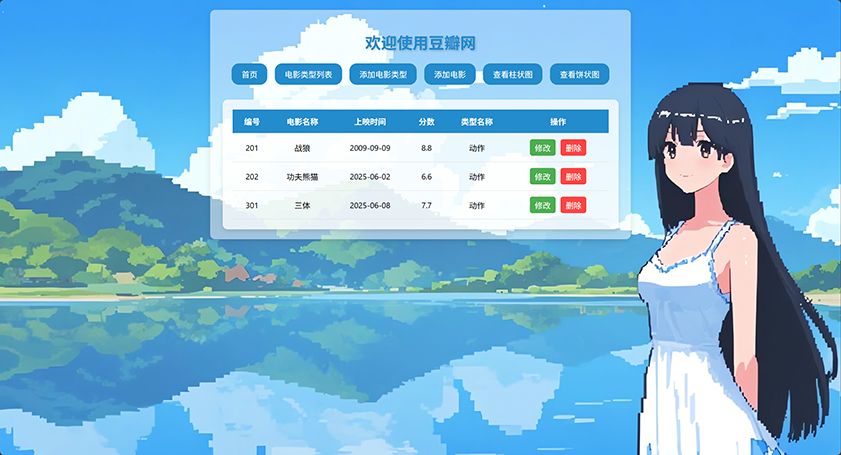 欢迎使用豆瓣网
首页 电影类型列表 添加电影类型 添加电影 查看柱状图 查看饼状图
编号 电影名称 上映时间 分数 类型名称 操作
201 战狼 2009-09-09 8.8 动作 修改 删除
202 功夫熊猫 2025-06-02 6.6 动作 修改 删除
301 三体 2025-06-08 7.7 动作 修改 删除